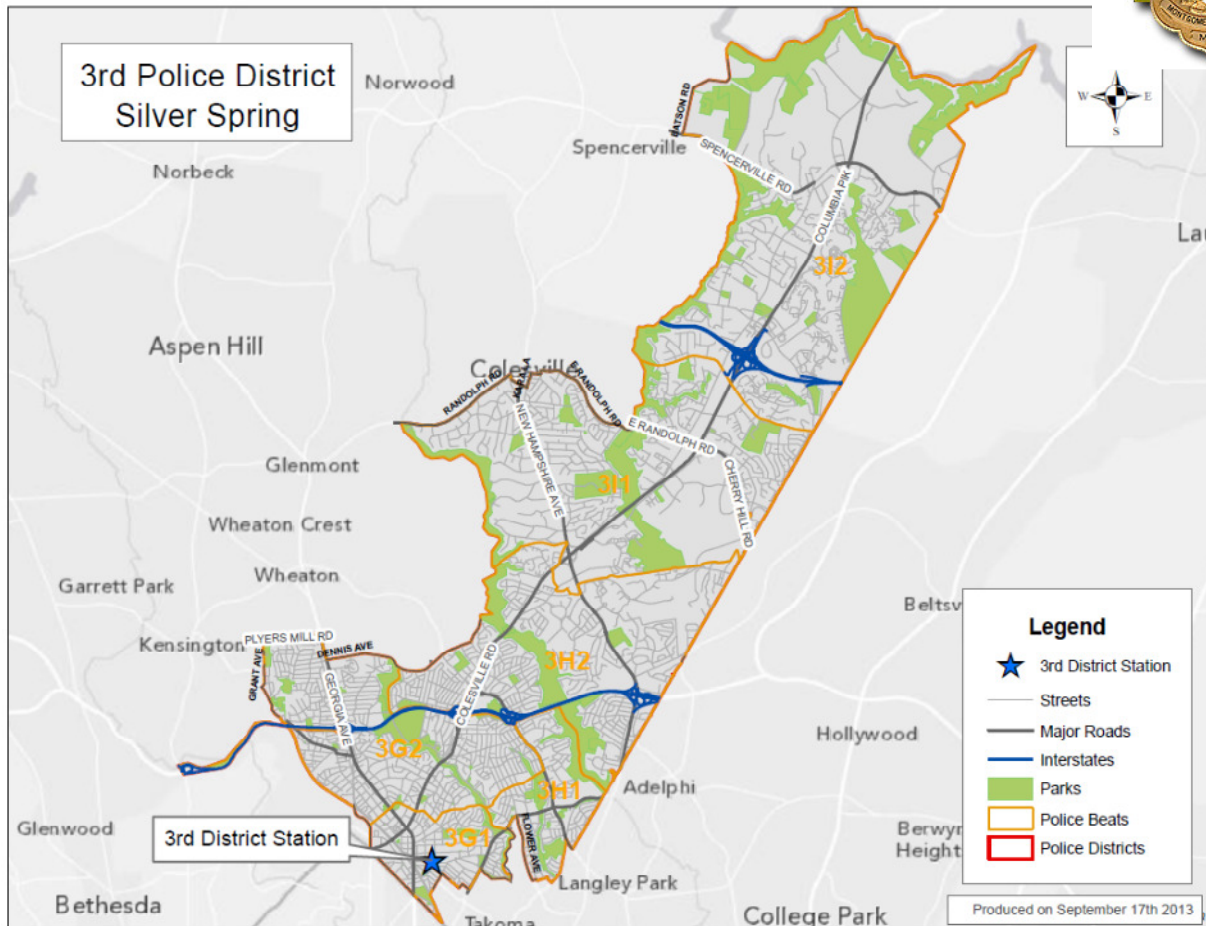 MONTGOME
M
3rd Police District
Silver Spring
Norwood
W
E
S
BATSON RD
Spencerville
SPENCERVILLE RD
Norbeck
COLUMBIA PIK
3I2
Aspen Hill
Colesville
RANDOLPH RD
E RANDOLPH RD
E RANDOLPH RD
NEW HAMPSHIRE AVE
CHERRY HILL RD
Glenmont
3I1
Wheaton Crest
Wheaton
Garrett Park
Kensington
PLYERS MILL RD
DENNIS AVE
GRANT AVE
GEORGIA AVE
COLESVILLE RD
3H2
Beltsv
3G2
Hollywood
3H1
Adelphi
Glenwood
3rd District Station
3G1
FLOWER AVE
Berwyn
Height
Langley Park
Bethesda
Takoma
College Park
Legend
3rd District Station
Streets
Major Roads
Interstates
Parks
Police Beats
Police Districts
Produced on September 17th 2013